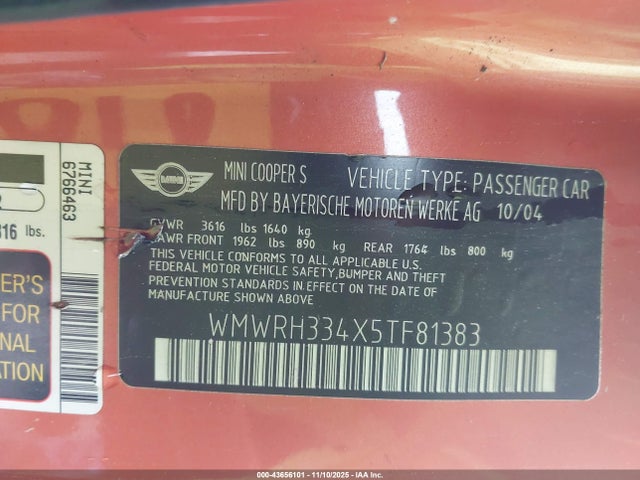 MINI
6766463
816 lbs.
ER'S
FOR
NAL
ATION
MINI
MINI COOPER S VEHICLE TYPE: PASSENGER CAR
MFD BY BAYERISCHE MOTOREN WERKE AG 10/04
GVWR 3616 lbs 1640 kg
GAWR FRONT 1962 lbs 890 kg REAR 1764 lbs 800 kg
THIS VEHICLE CONFORMS TO ALL APPLICABLE U.S.
FEDERAL MOTOR VEHICLE SAFETY,BUMPER AND THEFT
PREVENTION STANDARDS IN EFFECT ON THE DATE OF
MANUFACTURE SHOWN ABOVE
WMWRH334X5TF81383
000-43656101 - 11/10/2025 - IAA Inc.